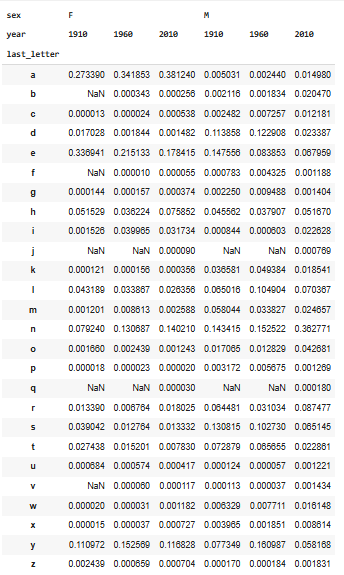 sex F M
year 1910 1960 2010 1910 1960 2010
last_letter
a 0.273390 0.341853 0.381240 0.005031 0.002440 0.014980
b NaN 0.000343 0.000256 0.002116 0.001834 0.020470
c 0.000013 0.000024 0.000538 0.002482 0.007257 0.012181
d 0.017028 0.001844 0.001482 0.113858 0.122908 0.023387
e 0.336941 0.215133 0.178415 0.147556 0.083853 0.067959
f NaN 0.000010 0.000055 0.000783 0.004325 0.001188
g 0.000144 0.000157 0.000374 0.002250 0.009488 0.001404
h 0.051529 0.036224 0.075852 0.045562 0.037907 0.051670
i 0.001526 0.039965 0.031734 0.000844 0.000603 0.022628
j NaN NaN 0.000090 NaN NaN 0.000769
k 0.000121 0.000156 0.000356 0.036581 0.049384 0.018541
l 0.043189 0.033867 0.026356 0.065016 0.104904 0.070367
m 0.001201 0.008613 0.002588 0.058044 0.033827 0.024657
n 0.079240 0.130687 0.140210 0.143415 0.152522 0.362771
o 0.001660 0.002439 0.001243 0.017065 0.012829 0.042681
p 0.000018 0.000023 0.000020 0.003172 0.005675 0.001269
q NaN NaN 0.000030 NaN NaN 0.000180
r 0.013390 0.006764 0.018025 0.064481 0.031034 0.087477
s 0.039042 0.012764 0.013332 0.130815 0.102730 0.065145
t 0.027438 0.015201 0.007830 0.072879 0.065655 0.022861
u 0.000684 0.000574 0.000417 0.000124 0.000057 0.001221
v NaN 0.000060 0.000117 0.000113 0.000037 0.001434
w 0.000020 0.000031 0.001182 0.006329 0.007711 0.016148
x 0.000015 0.000037 0.000727 0.003965 0.001851 0.008614
y 0.110972 0.152569 0.116828 0.077349 0.160987 0.058168
z 0.002439 0.000659 0.000704 0.000170 0.000184 0.001831